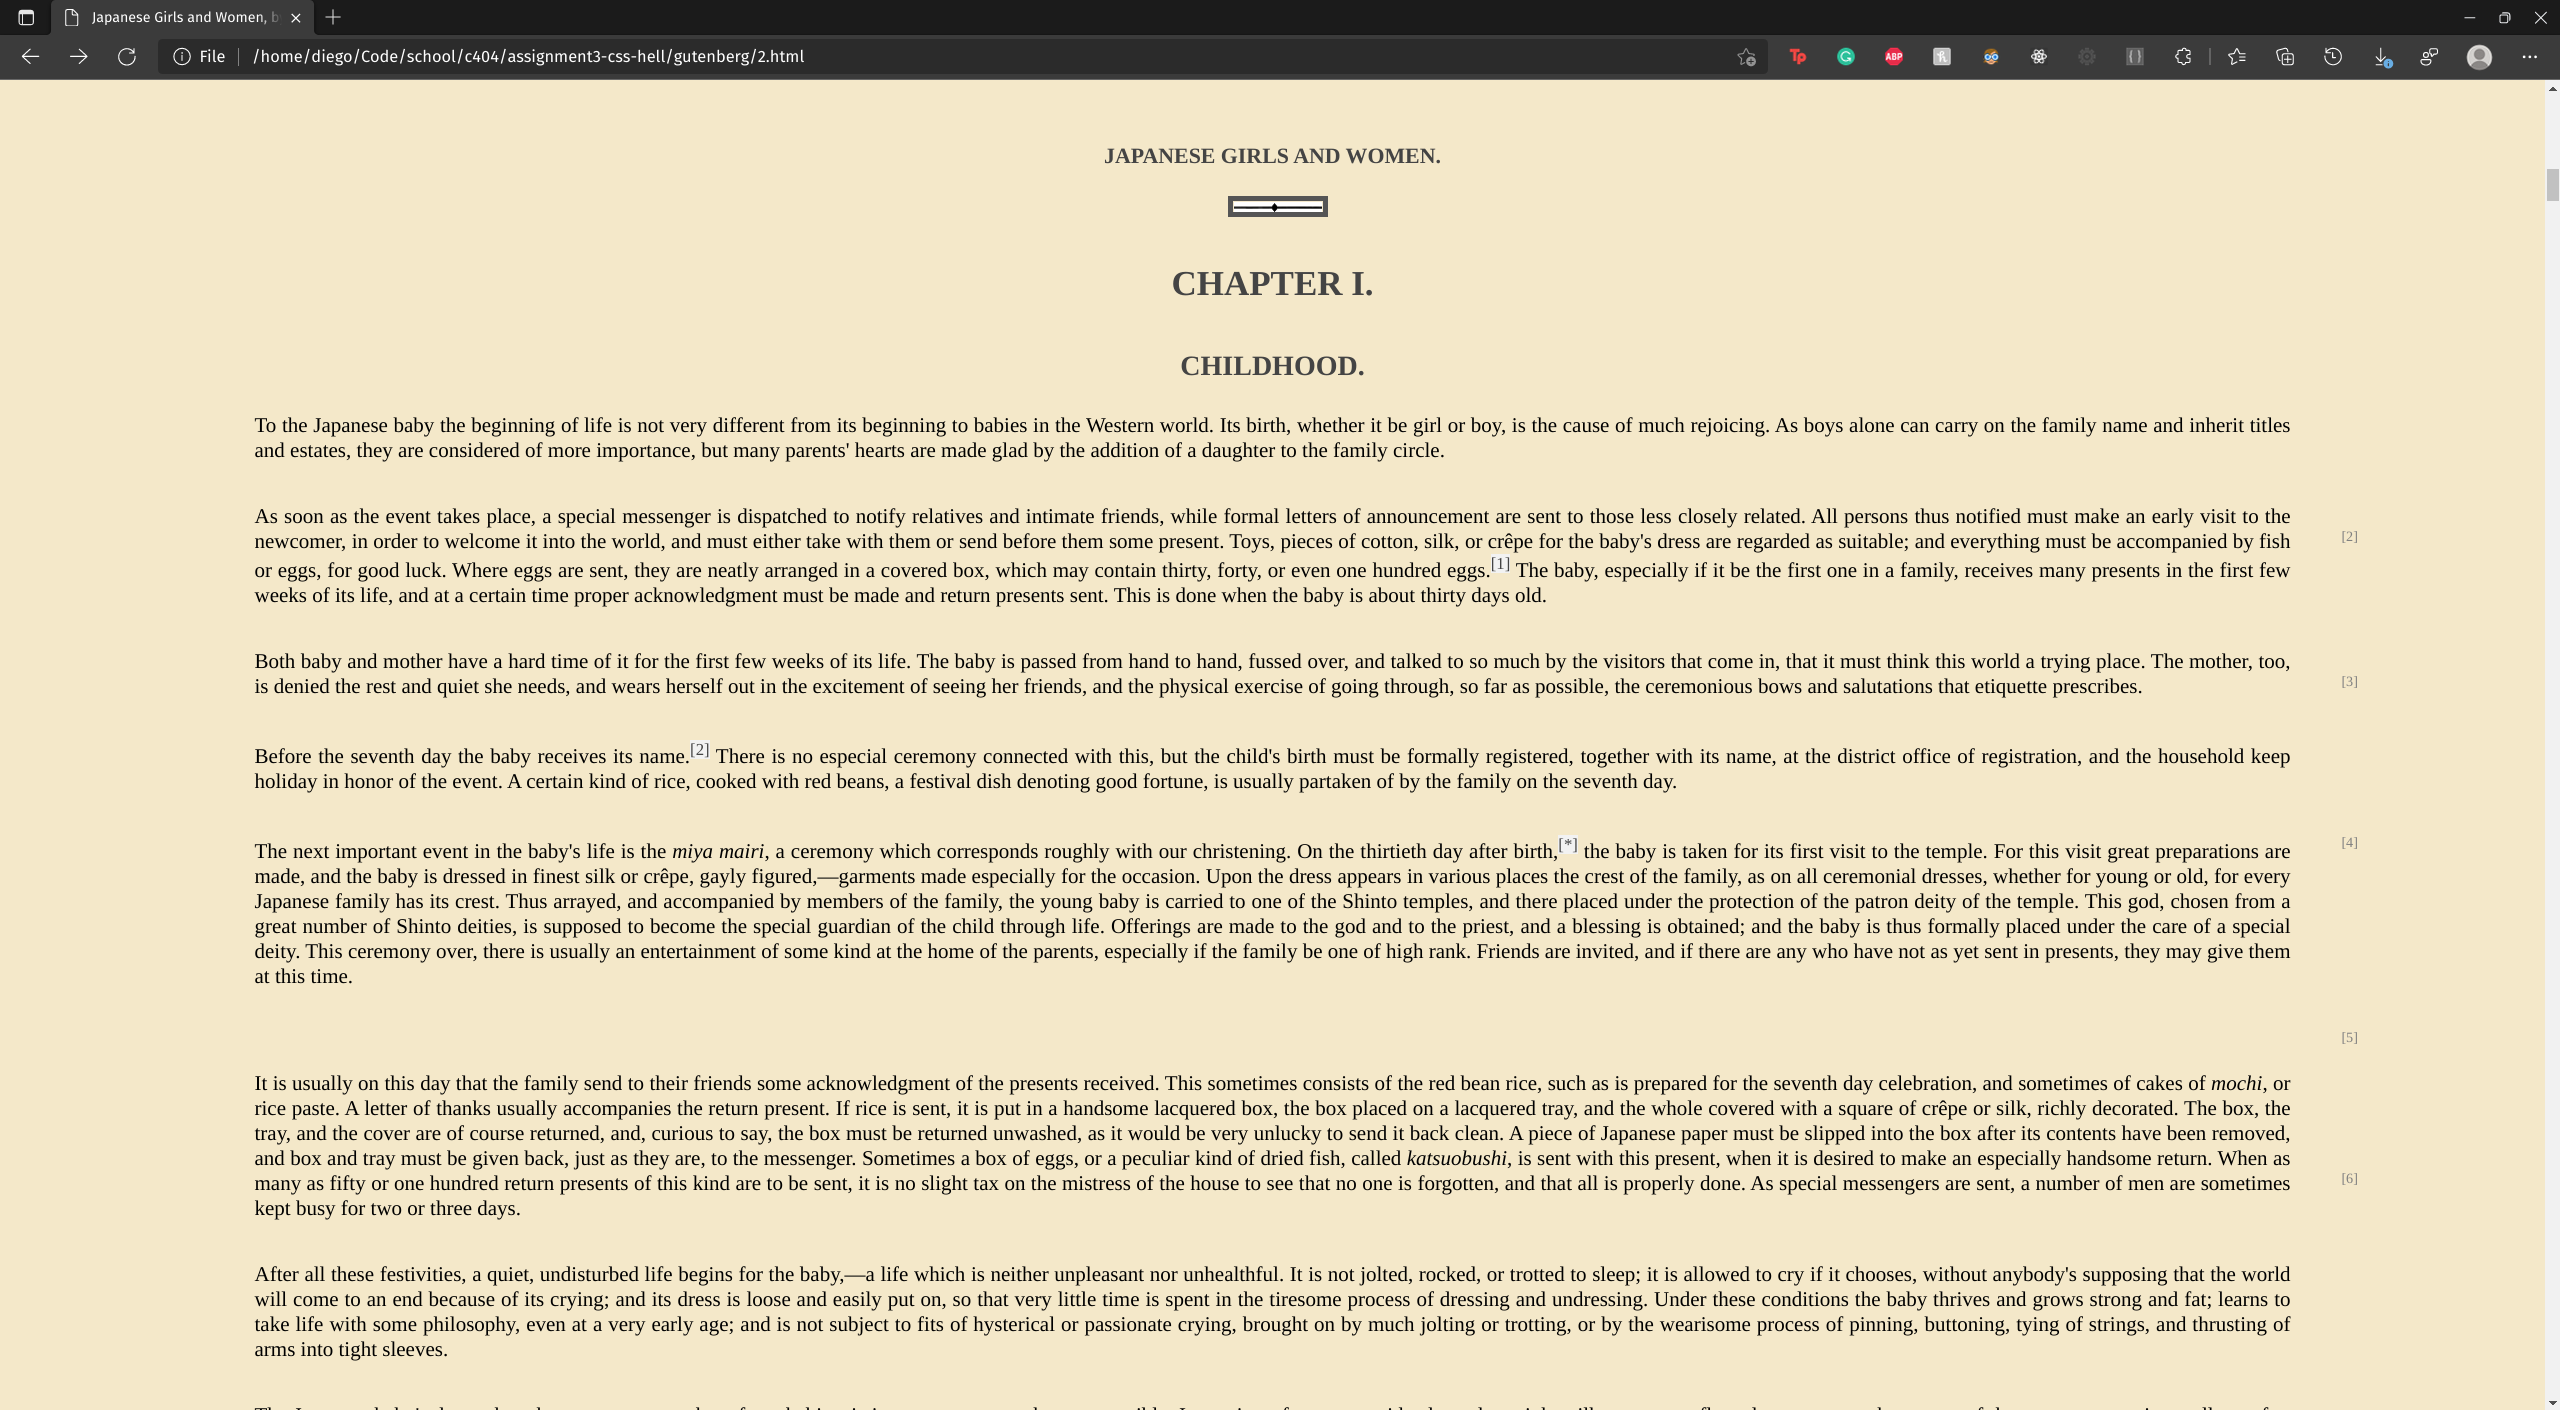 Japanese Girls and Women, b
File
/home/diego/Code/school/c404/assignment3-css-hell/gutenberg/2.html
Tp
ABP
JAPANESE GIRLS AND WOMEN.
CHAPTER I.
CHILDHOOD.
To the Japanese baby the beginning of life is not very different from its beginning to babies in the Western world. Its birth, whether it be girl or boy, is the cause of much rejoicing. As boys alone can carry on the family name and inherit titles
and estates, they are considered of more importance, but many parents' hearts are made glad by the addition of a daughter to the family circle.
As soon as the event takes place, a special messenger is dispatched to notify relatives and intimate friends, while formal letters of announcement are sent to those less closely related. All persons thus notified must make an early visit to the
newcomer, in order to welcome it into the world, and must either take with them or send before them some present. Toys, pieces of cotton, silk, or crêpe for the baby's dress are regarded as suitable; and everything must be accompanied by fish
[2]
or eggs, for good luck. Where eggs are sent, they are neatly arranged in a covered box, which may contain thirty, forty, or even one hundred eggs.[1] The baby, especially if it be the first one in a family, receives many presents in the first few
weeks of its life, and at a certain time proper acknowledgment must be made and return presents sent. This is done when the baby is about thirty days old.
Both baby and mother have a hard time of it for the first few weeks of its life. The baby is passed from hand to hand, fussed over, and talked to so much by the visitors that come in, that it must think this world a trying place. The mother, too,
is denied the rest and quiet she needs, and wears herself out in the excitement of seeing her friends, and the physical exercise of going through, so far as possible, the ceremonious bows and salutations that etiquette prescribes.
[3]
Before the seventh day the baby receives its name.[2] There is no especial ceremony connected with this, but the child's birth must be formally registered, together with its name, at the district office of registration, and the household keep
holiday in honor of the event. A certain kind of rice, cooked with red beans, a festival dish denoting good fortune, is usually partaken of by the family on the seventh day.
The next important event in the baby's life is the miya mairi, a ceremony which corresponds roughly with our christening. On the thirtieth day after birth,[*] the baby is taken for its first visit to the temple. For this visit great preparations are
[4]
made, and the baby is dressed in finest silk or crêpe, gayly figured,—garments made especially for the occasion. Upon the dress appears in various places the crest of the family, as on all ceremonial dresses, whether for young or old, for every
Japanese family has its crest. Thus arrayed, and accompanied by members of the family, the young baby is carried to one of the Shinto temples, and there placed under the protection of the patron deity of the temple. This god, chosen from a
great number of Shinto deities, is supposed to become the special guardian of the child through life. Offerings are made to the god and to the priest, and a blessing is obtained; and the baby is thus formally placed under the care of a special
deity. This ceremony over, there is usually an entertainment of some kind at the home of the parents, especially if the family be one of high rank. Friends are invited, and if there are any who have not as yet sent in presents, they may give them
at this time.
[5]
It is usually on this day that the family send to their friends some acknowledgment of the presents received. This sometimes consists of the red bean rice, such as is prepared for the seventh day celebration, and sometimes of cakes of mochi, or
rice paste. A letter of thanks usually accompanies the return present. If rice is sent, it is put in a handsome lacquered box, the box placed on a lacquered tray, and the whole covered with a square of crêpe or silk, richly decorated. The box, the
tray, and the cover are of course returned, and, curious to say, the box must be returned unwashed, as it would be very unlucky to send it back clean. A piece of Japanese paper must be slipped into the box after its contents have been removed,
and box and tray must be given back, just as they are, to the messenger. Sometimes a box of eggs, or a peculiar kind of dried fish, called katsuobushi, is sent with this present, when it is desired to make an especially handsome return. When as
many as fifty or one hundred return presents of this kind are to be sent, it is no slight tax on the mistress of the house to see that no one is forgotten, and that all is properly done. As special messengers are sent, a number of men are sometimes
[6]
kept busy for two or three days.
After all these festivities, a quiet, undisturbed life begins for the baby,—a life which is neither unpleasant nor unhealthful. It is not jolted, rocked, or trotted to sleep; it is allowed to cry if it chooses, without anybody's supposing that the world
will come to an end because of its crying; and its dress is loose and easily put on, so that very little time is spent in the tiresome process of dressing and undressing. Under these conditions the baby thrives and grows strong and fat; learns to
take life with some philosophy, even at a very early age; and is not subject to fits of hysterical or passionate crying, brought on by much jolting or trotting, or by the wearisome process of pinning, buttoning, tying of strings, and thrusting of
arms into tight sleeves.